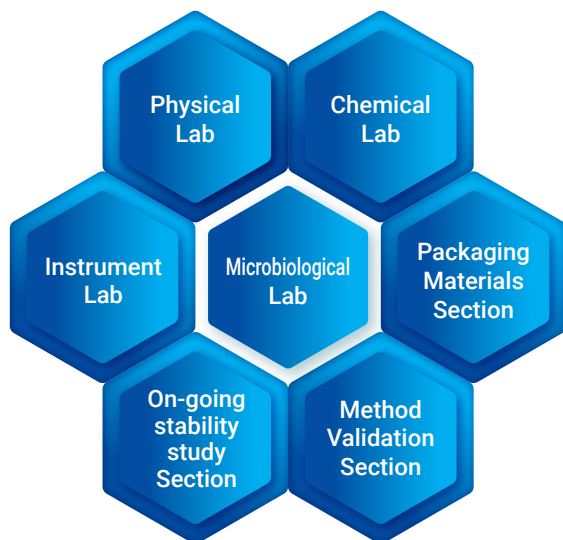 Physical
Lab
Chemical
Lab
Instrument
Lab
Microbiological
Lab
Packaging
Materials
Section
On-going
stability
study
Section
Method
Validation
Section